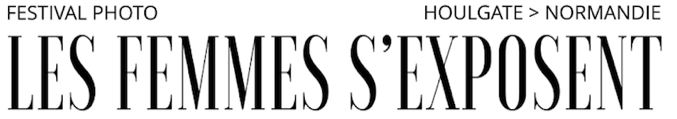 FESTIVAL PHOTO HOULGATE > NORMANDIE
LES FEMMES S’EXPOSENT